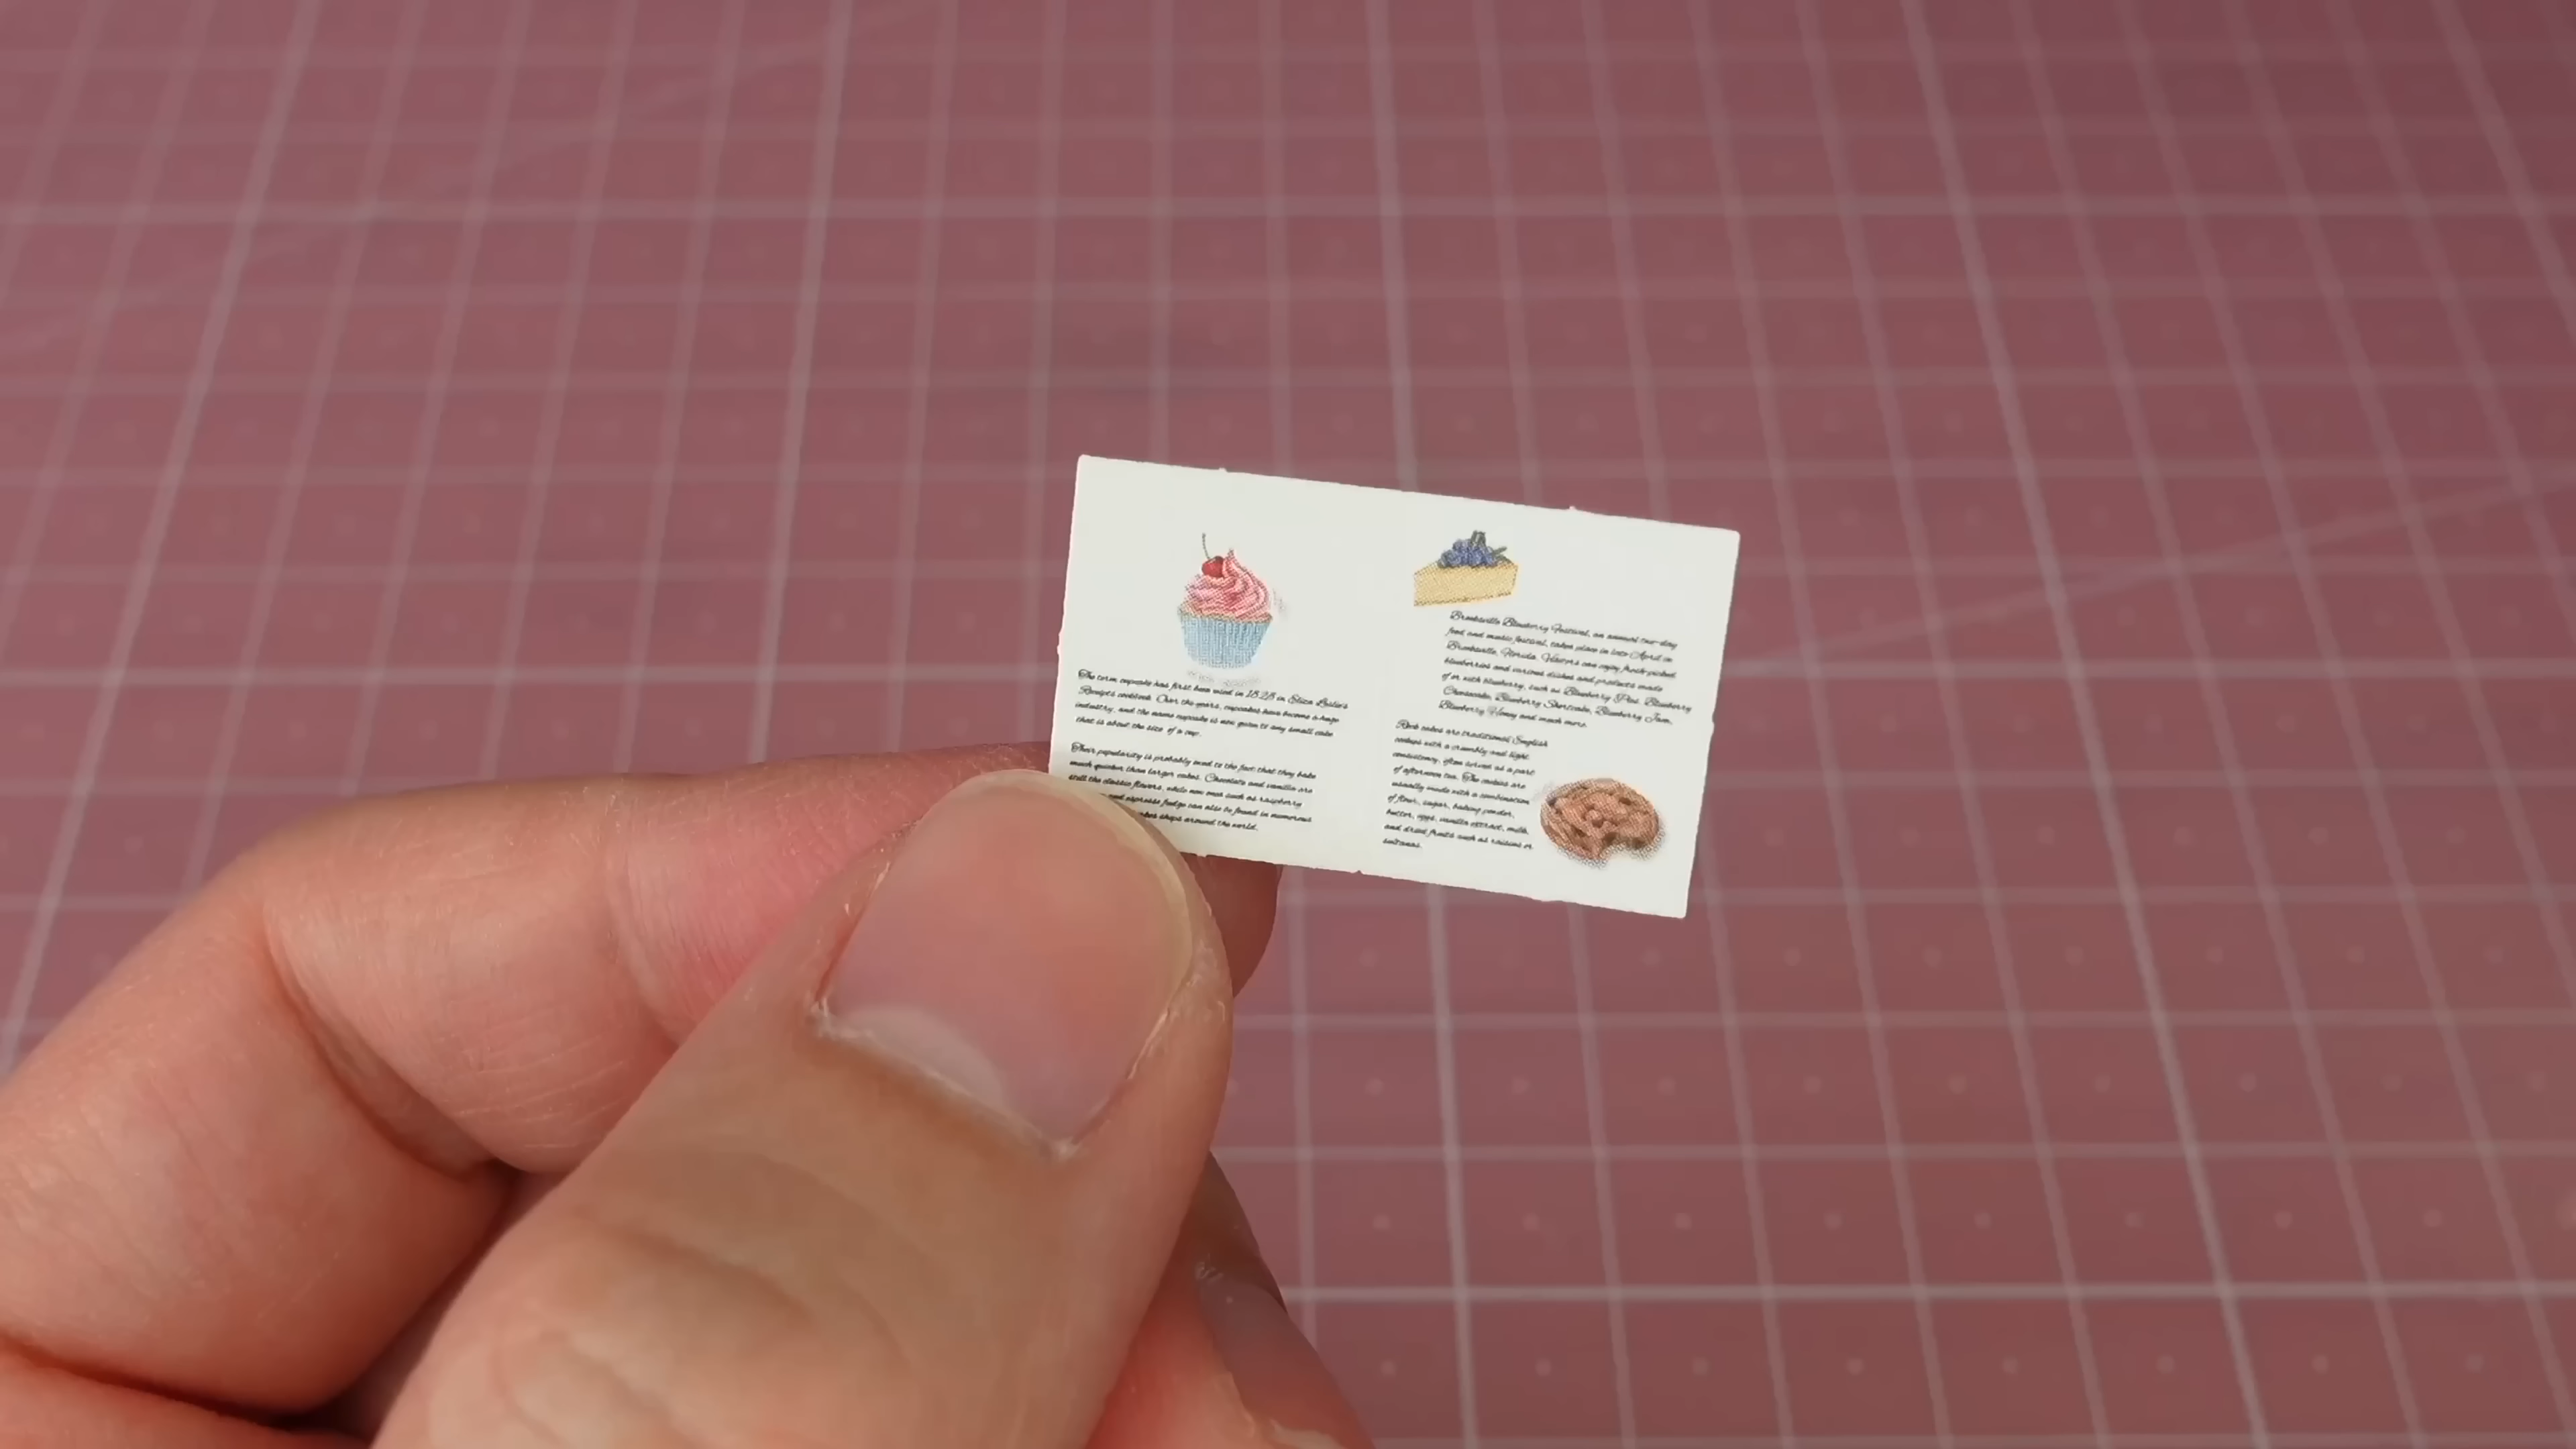 The term cupcake has first been used in 1828 in Eliza Leslie's
Receipts cookbook. Over the years, cupcakes have become a huge
industry, and the name cupcake is now given to any small cake
that is about the size of a cup.
Their popularity is probably owed to the fact that they bake
much quicker than larger cakes. Chocolate and vanilla are
still the classic flavors, while new ones such as raspberry
and espresso fudge can also be found in numerous
shops around the world.
Brooksville Blueberry Festival, an annual two-day
food and music festival, takes place in late April in
Brooksville, Florida. Visitors can enjoy fresh-picked
blueberries and various dishes and products made
of or with blueberry, such as Blueberry Pies, Blueberry
Cheesecake, Blueberry Shortcake, Blueberry Jam,
Blueberry Honey and much more.
Rock cakes are traditional English
cookies with a crumbly and light
consistency, often served as a part
of afternoon tea. The cookies are
usually made with a combination
of flour, sugar, baking powder,
butter, eggs, vanilla extract, milk,
and dried fruits such as raisins or
sultanas.